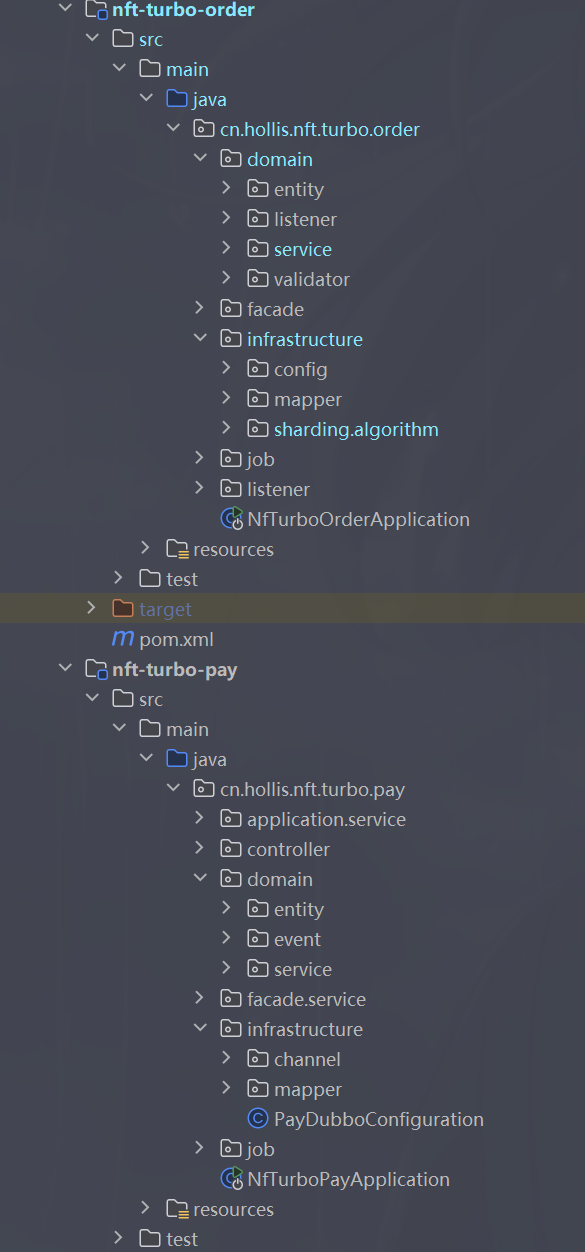 nft-turbo-order
src
main
java
cn.hollis.nft.turbo.order
domain
entity
listener
service
validator
facade
infrastructure
config
mapper
sharding.algorithm
job
listener
NfTurboOrderApplication
resources
test
target
pom.xml
nft-turbo-pay
src
main
java
cn.hollis.nft.turbo.pay
application.service
controller
domain
entity
event
service
facade.service
infrastructure
channel
mapper
PayDubboConfiguration
job
NfTurboPayApplication
resources
test